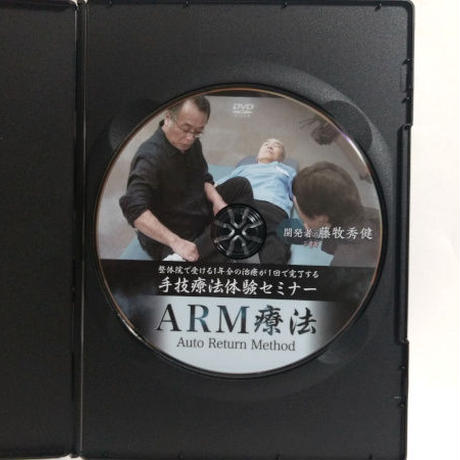 DVD
開発者 藤牧秀健
整体院で受ける1年分の治療が1回で完了する
手技療法体験セミナー
ARM療法
Auto Return Method